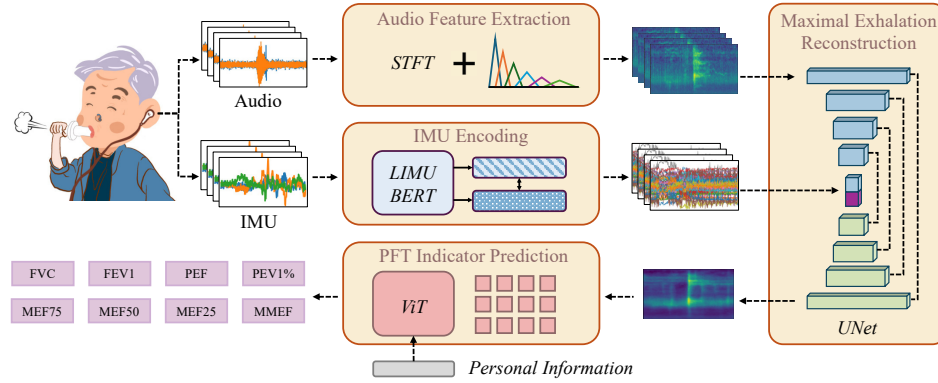 Audio
IMU
Audio Feature Extraction
STFT
+
IMU Encoding
LIMU
BERT
Maximal Exhalation
Reconstruction
UNet
PFT Indicator Prediction
ViT
Personal Information
FVC
FEV1
PEF
PEV1%
MEF75
MEF50
MEF25
MMEF